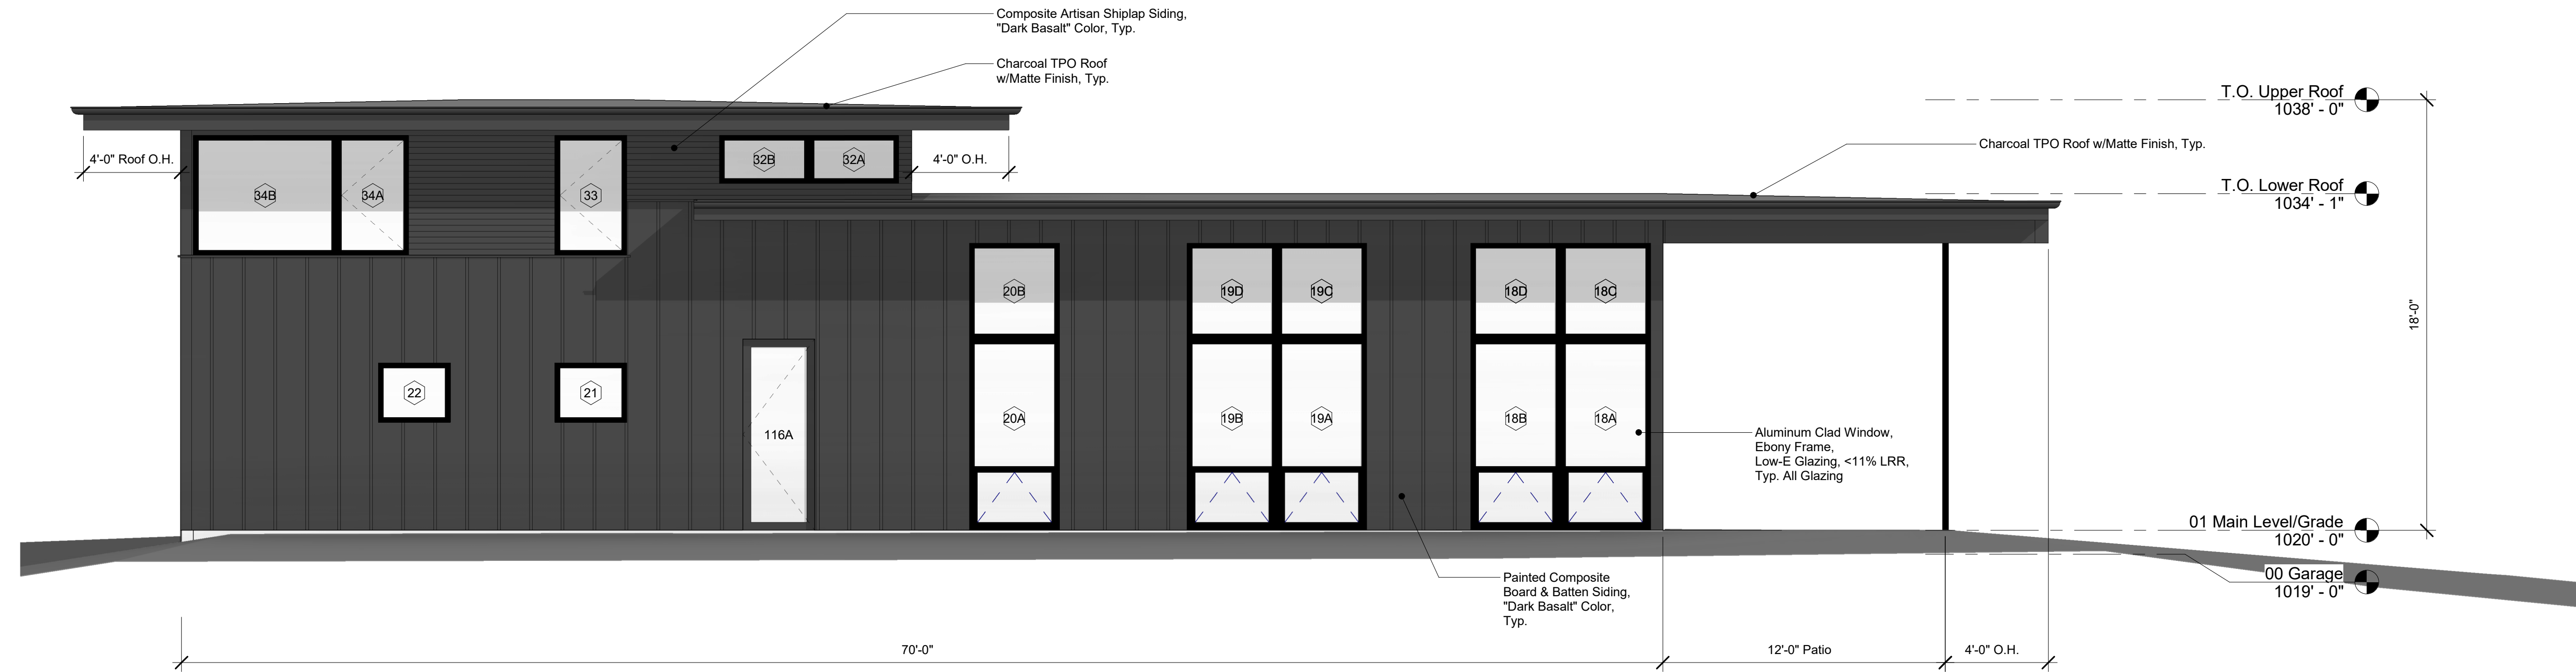 Composite Artisan Shiplap Siding,
"Dark Basalt" Color, Typ.
Charcoal TPO Roof
w/Matte Finish, Typ.
T.O. Upper Roof
1038' - 0"
Charcoal TPO Roof w/Matte Finish, Typ.
T.O. Lower Roof
1034' - 1"
4'-0" Roof O.H.
32B
32A
4'-0" O.H.
34B
34A
33
20B
19D
19C
18D
18C
18'-0"
22
21
116A
20A
19B
19A
18B
18A
Aluminum Clad Window,
Ebony Frame,
Low-E Glazing, <11% LRR,
Typ. All Glazing
01 Main Level/Grade
1020' - 0"
00 Garage
1019' - 0"
Painted Composite
Board & Batten Siding,
"Dark Basalt" Color,
Typ.
70'-0"
12'-0" Patio
4'-0" O.H.